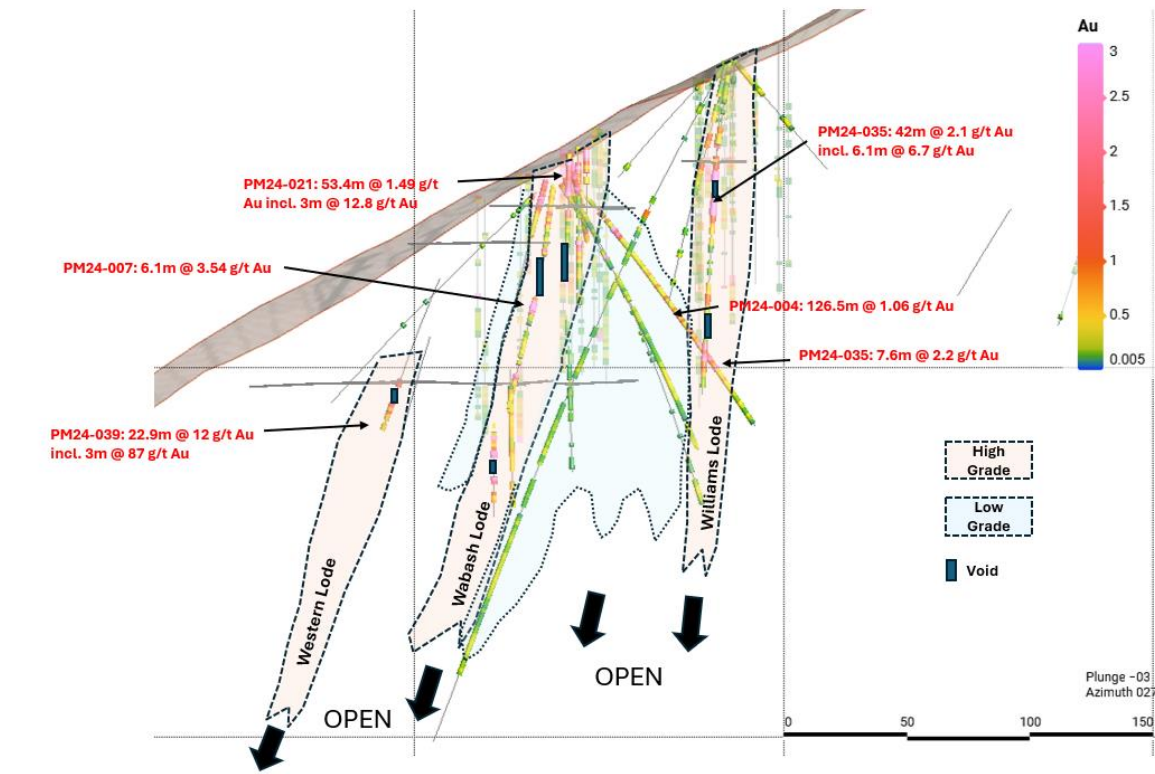 Au
3
2.5
2
1.5
1
0.5
0.005
PM24-035: 42m @ 2.1 g/t Au
incl. 6.1m @ 6.7 g/t Au
PM24-021: 53.4m @ 1.49 g/t
Au incl. 3m @ 12.8 g/t Au
PM24-007: 6.1m @ 3.54 g/t Au
PM24-004: 126.5m @ 1.06 g/t Au
PM24-035: 7.6m @ 2.2 g/t Au
PM24-039: 22.9m @ 12 g/t Au
incl. 3m @ 87 g/t Au
Western Lode
Wabash Lode
Williams Lode
High
Grade
Low
Grade
Void
OPEN
OPEN
Plunge -03
Azimuth 027
0 50 100 150